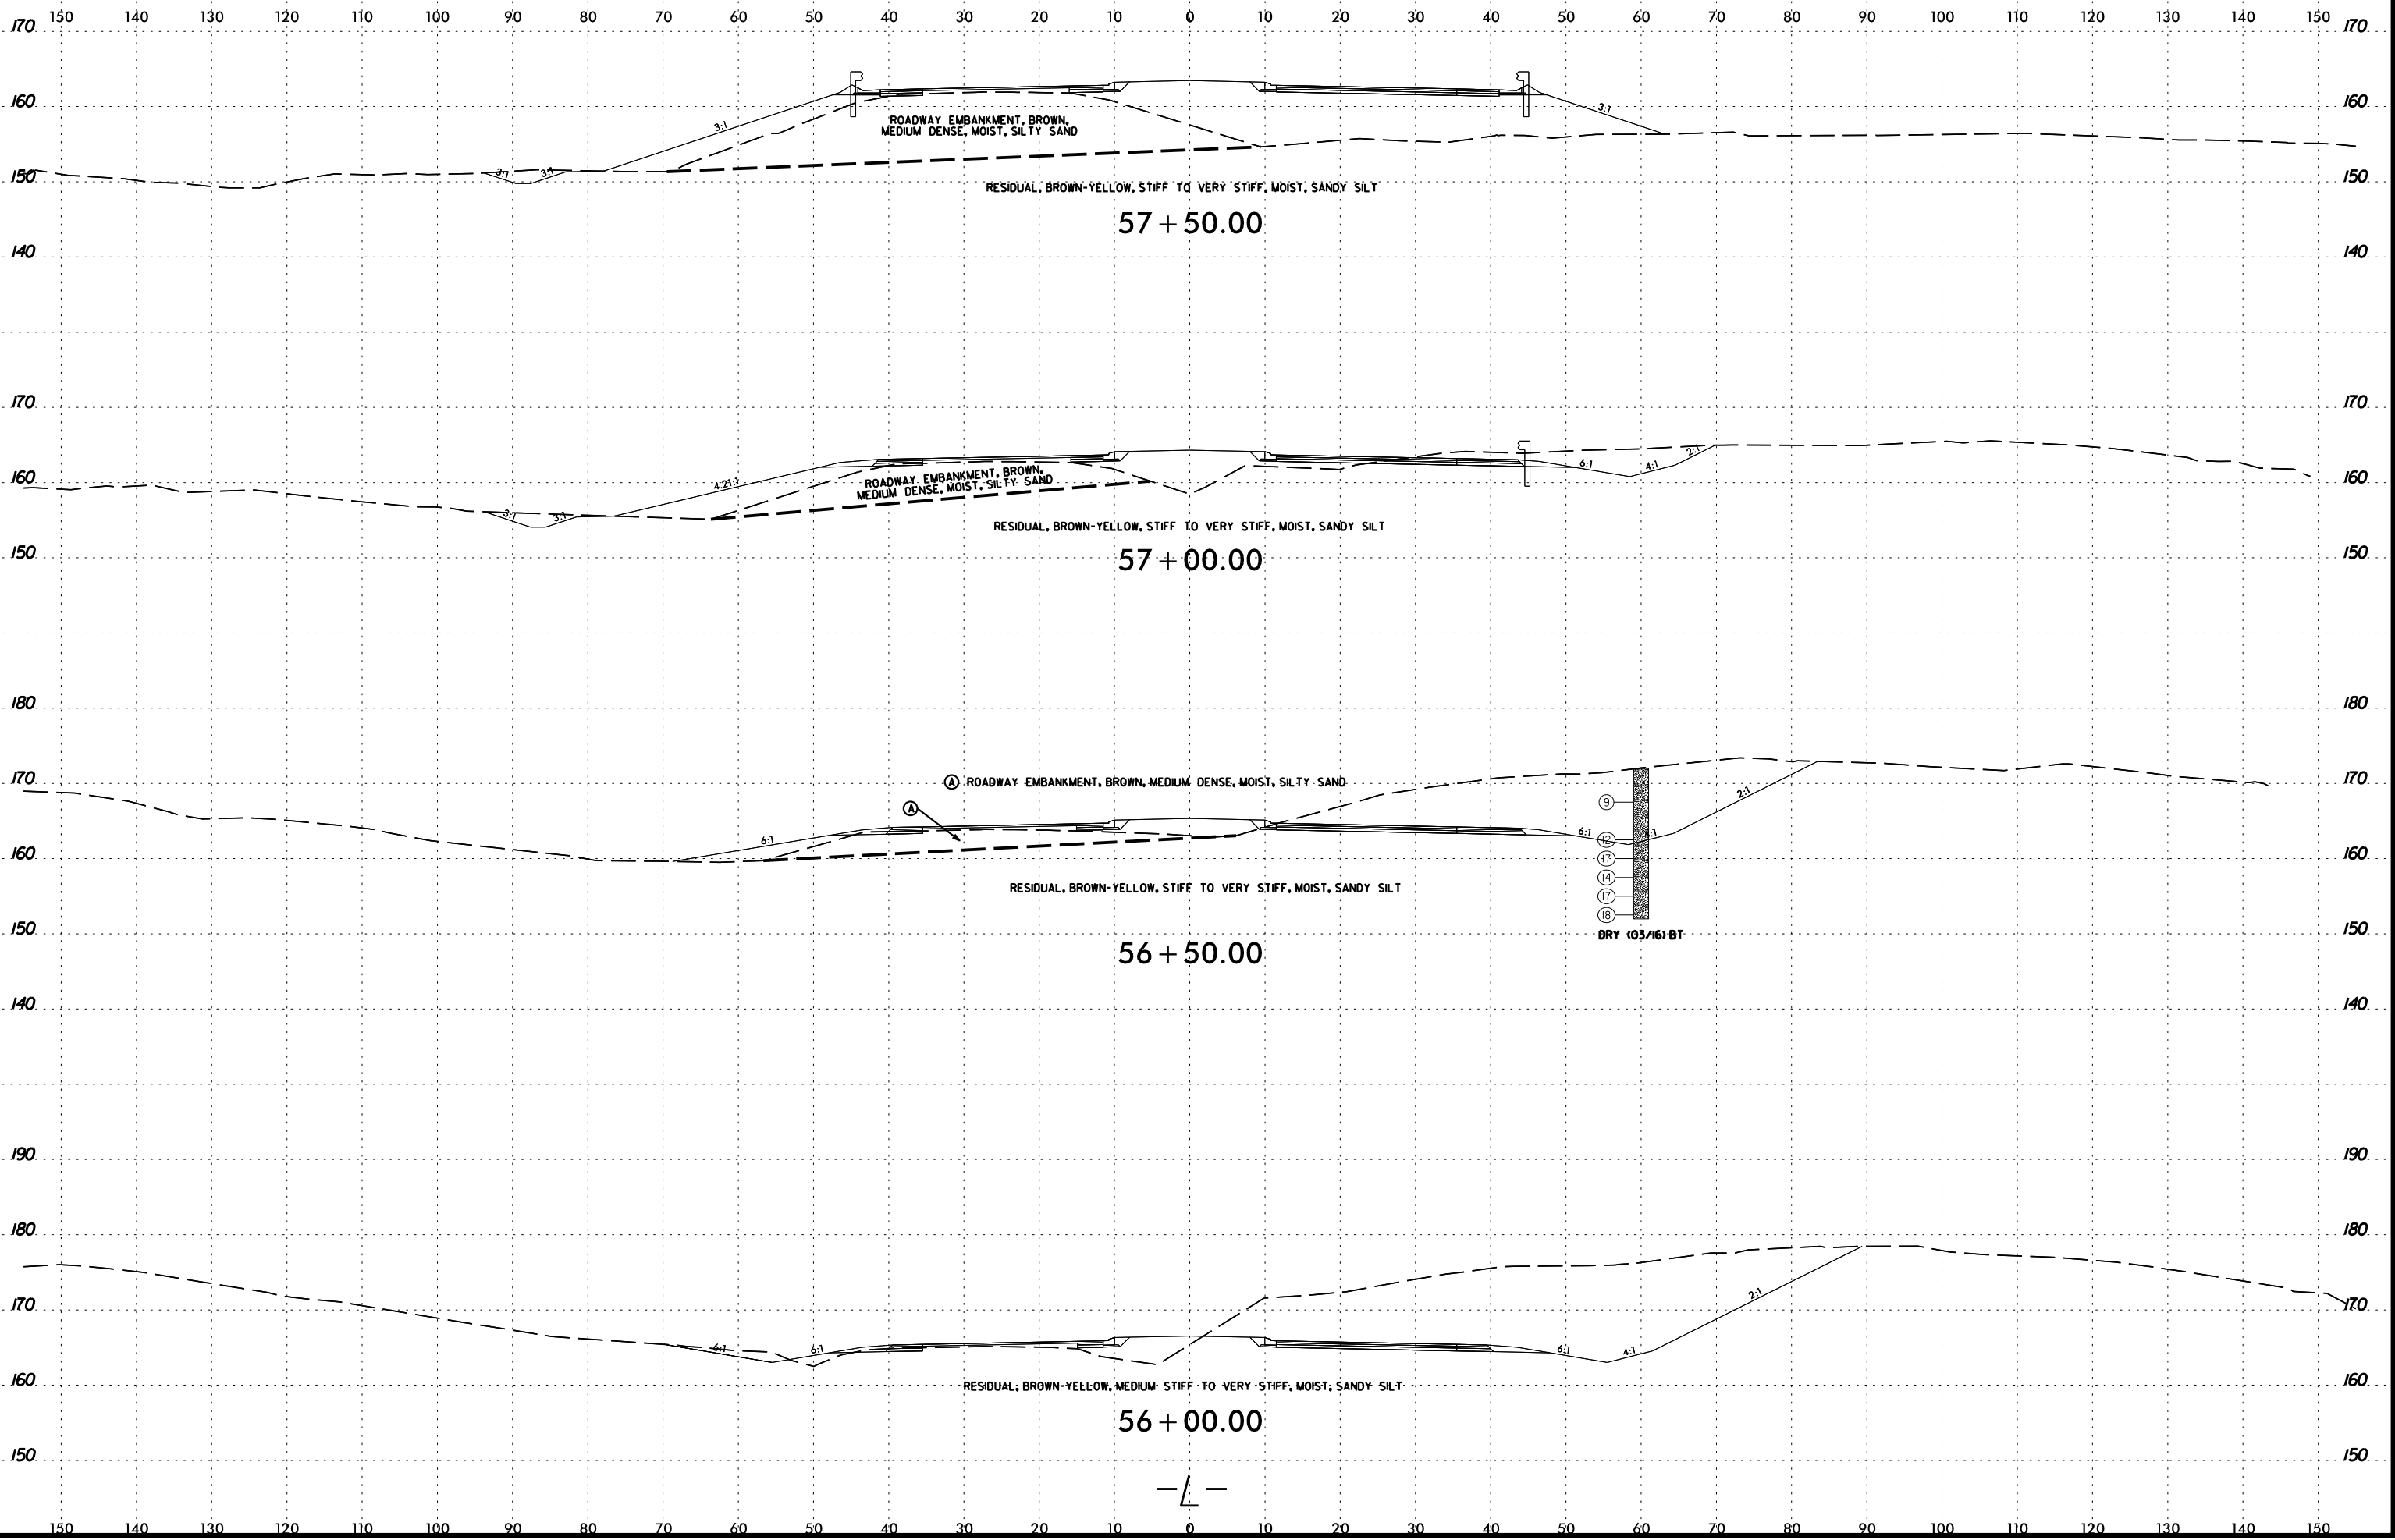 150 140 130 120 110 100 90 80 70 60 50 40 30 20 10 0 10 20 30 40 50 60 70 80 90 100 110 120 130 140 150
170 170
160 3:1 3:1 160
ROADWAY EMBANKMENT, BROWN,
MEDIUM DENSE, MOIST, SILTY SAND
150 3:1 3:1 150
RESIDUAL, BROWN-YELLOW, STIFF TO VERY STIFF, MOIST, SANDY SILT
57+50.00
140 140
170 170
2:1
6:1 4:1
160 4.21:1 160
ROADWAY EMBANKMENT, BROWN,
MEDIUM DENSE, MOIST, SILTY SAND
3:1 3:1
RESIDUAL, BROWN-YELLOW, STIFF TO VERY STIFF, MOIST, SANDY SILT
150 150
57+00.00
180 180
170 170
A ROADWAY EMBANKMENT, BROWN, MEDIUM DENSE, MOIST, SILTY SAND
2:1
A
9
6:1 6:1 4:1
12
160 17 160
14
RESIDUAL, BROWN-YELLOW, STIFF TO VERY STIFF, MOIST, SANDY SILT
17
18
150 DRY (03/16) BT 150
56+50.00
140 140
190 190
180 180
170 2:1 170
6:1 6:1 6:1 4:1
160 160
RESIDUAL, BROWN-YELLOW, MEDIUM STIFF TO VERY STIFF, MOIST, SANDY SILT
56+00.00
150 150
-L-
150 140 130 120 110 100 90 80 70 60 50 40 30 20 10 0 10 20 30 40 50 60 70 80 90 100 110 120 130 140 150